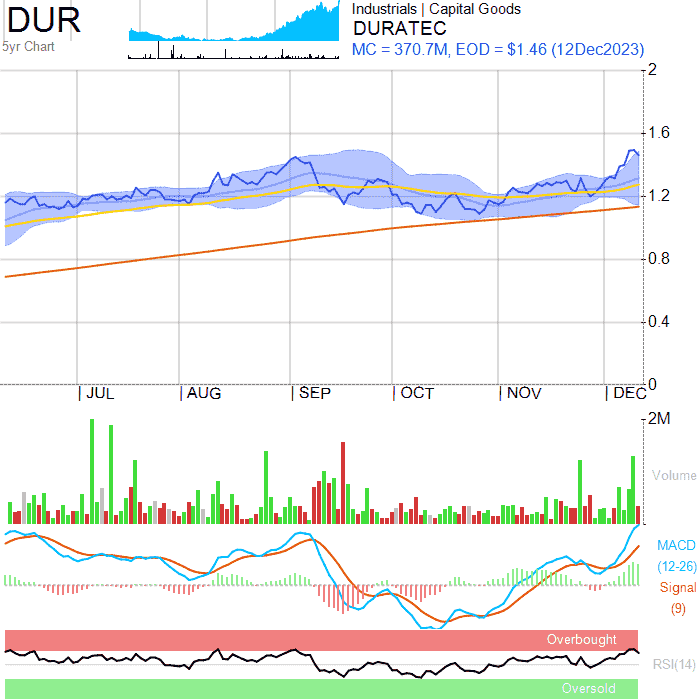 DUR
5yr Chart
Industrials | Capital Goods
DURATEC
MC = 370.7M, EOD = $1.46 (12Dec2023)
2
1.6
1.2
0.8
0.4
0
JUL
AUG
SEP
OCT
NOV
DEC
2M
Volume
MACD
(12-26)
Signal
(9)
Overbought
RSI(14)
Oversold